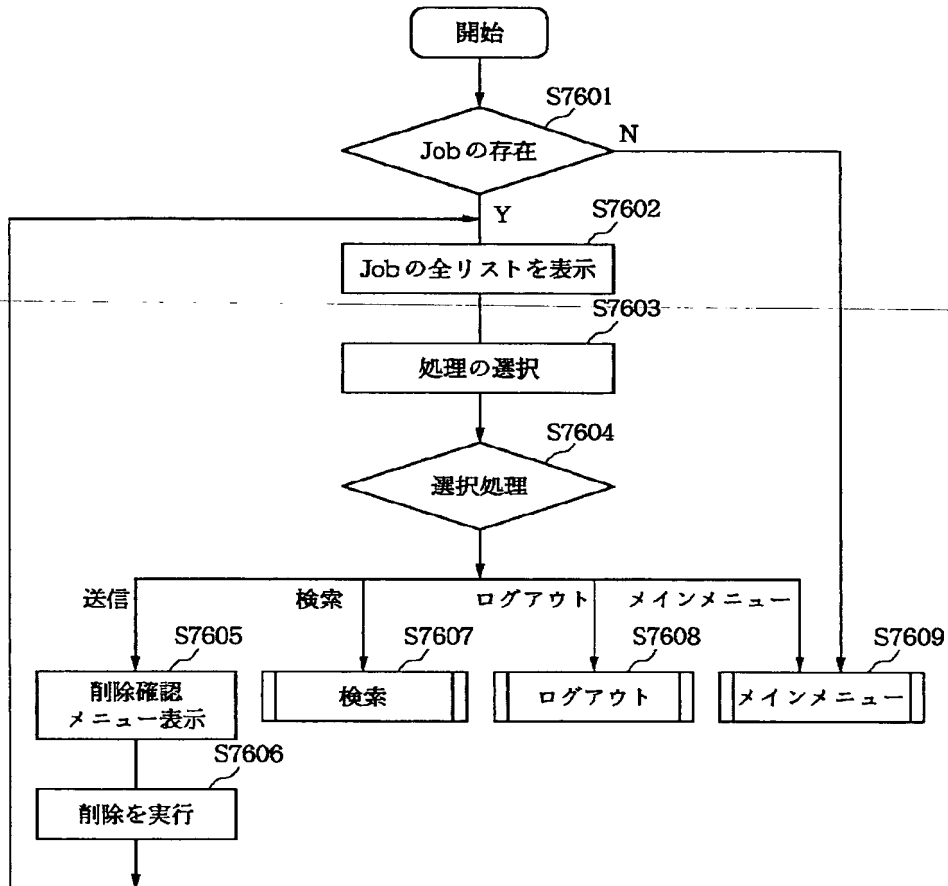 開始
S7601
Jobの存在
N
Y
S7602
Jobの全リストを表示
S7603
処理の選択
S7604
選択処理
送信
検索
ログアウト
メインメニュー
S7605
S7607
S7608
S7609
削除確認
メニュー表示
検索
ログアウト
メインメニュー
S7606
削除を実行